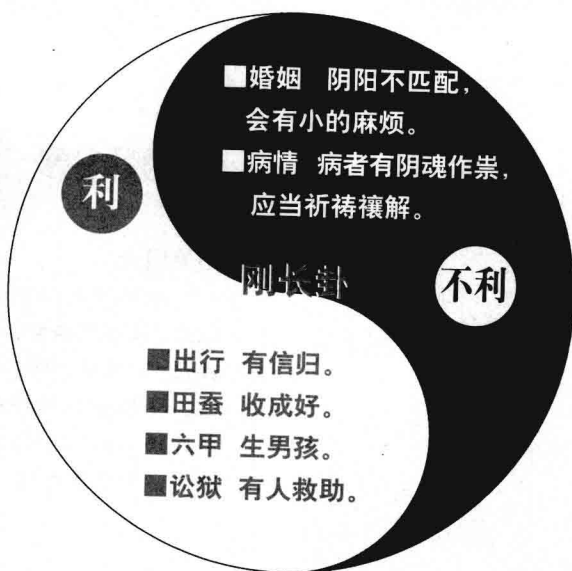 ■婚姻 阴阳不匹配，
会有小的麻烦。
■病情 病者有阴魂作祟，
应当祈祷禳解。
利
刚长卦
不利
■出行 有信归。
■田蚕 收成好。
■六甲 生男孩。
■讼狱 有人救助。